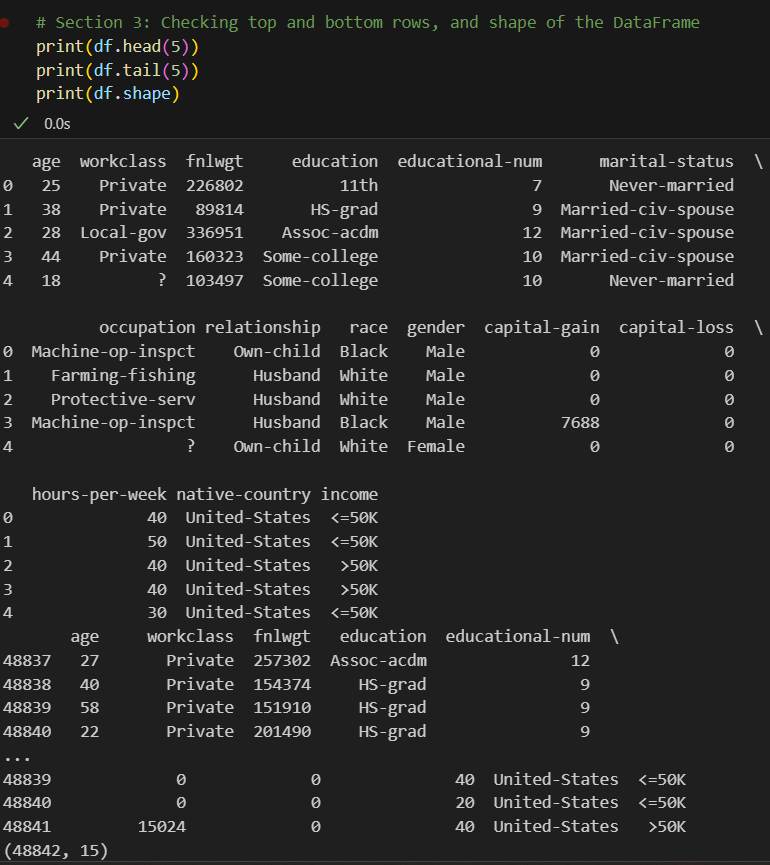 # Section 3: Checking top and bottom rows, and shape of the DataFrame
print(df.head(5))
print(df.tail(5))
print(df.shape)
0.0s
age workclass fnlwgt education educational-num marital-status \
0 25 Private 226802 11th 7 Never-married
1 38 Private 89814 HS-grad 9 Married-civ-spouse
2 28 Local-gov 336951 Assoc-acdm 12 Married-civ-spouse
3 44 Private 160323 Some-college 10 Married-civ-spouse
4 18 ? 103497 Some-college 10 Never-married
occupation relationship race gender capital-gain capital-loss \
0 Machine-op-inspct Own-child Black Male 0 0
1 Farming-fishing Husband White Male 0 0
2 Protective-serv Husband White Male 0 0
3 Machine-op-inspct Husband Black Male 7688 0
4 ? Own-child White Female 0 0
hours-per-week native-country income
0 40 United-States <=50K
1 50 United-States <=50K
2 40 United-States >50K
3 40 United-States >50K
4 30 United-States <=50K
age workclass fnlwgt education educational-num \
48837 27 Private 257302 Assoc-acdm 12
48838 40 Private 154374 HS-grad 9
48839 58 Private 151910 HS-grad 9
48840 22 Private 201490 HS-grad 9
...
48839 0 0 40 United-States <=50K
48840 0 0 20 United-States <=50K
48841 15024 0 40 United-States >50K
(48842, 15)